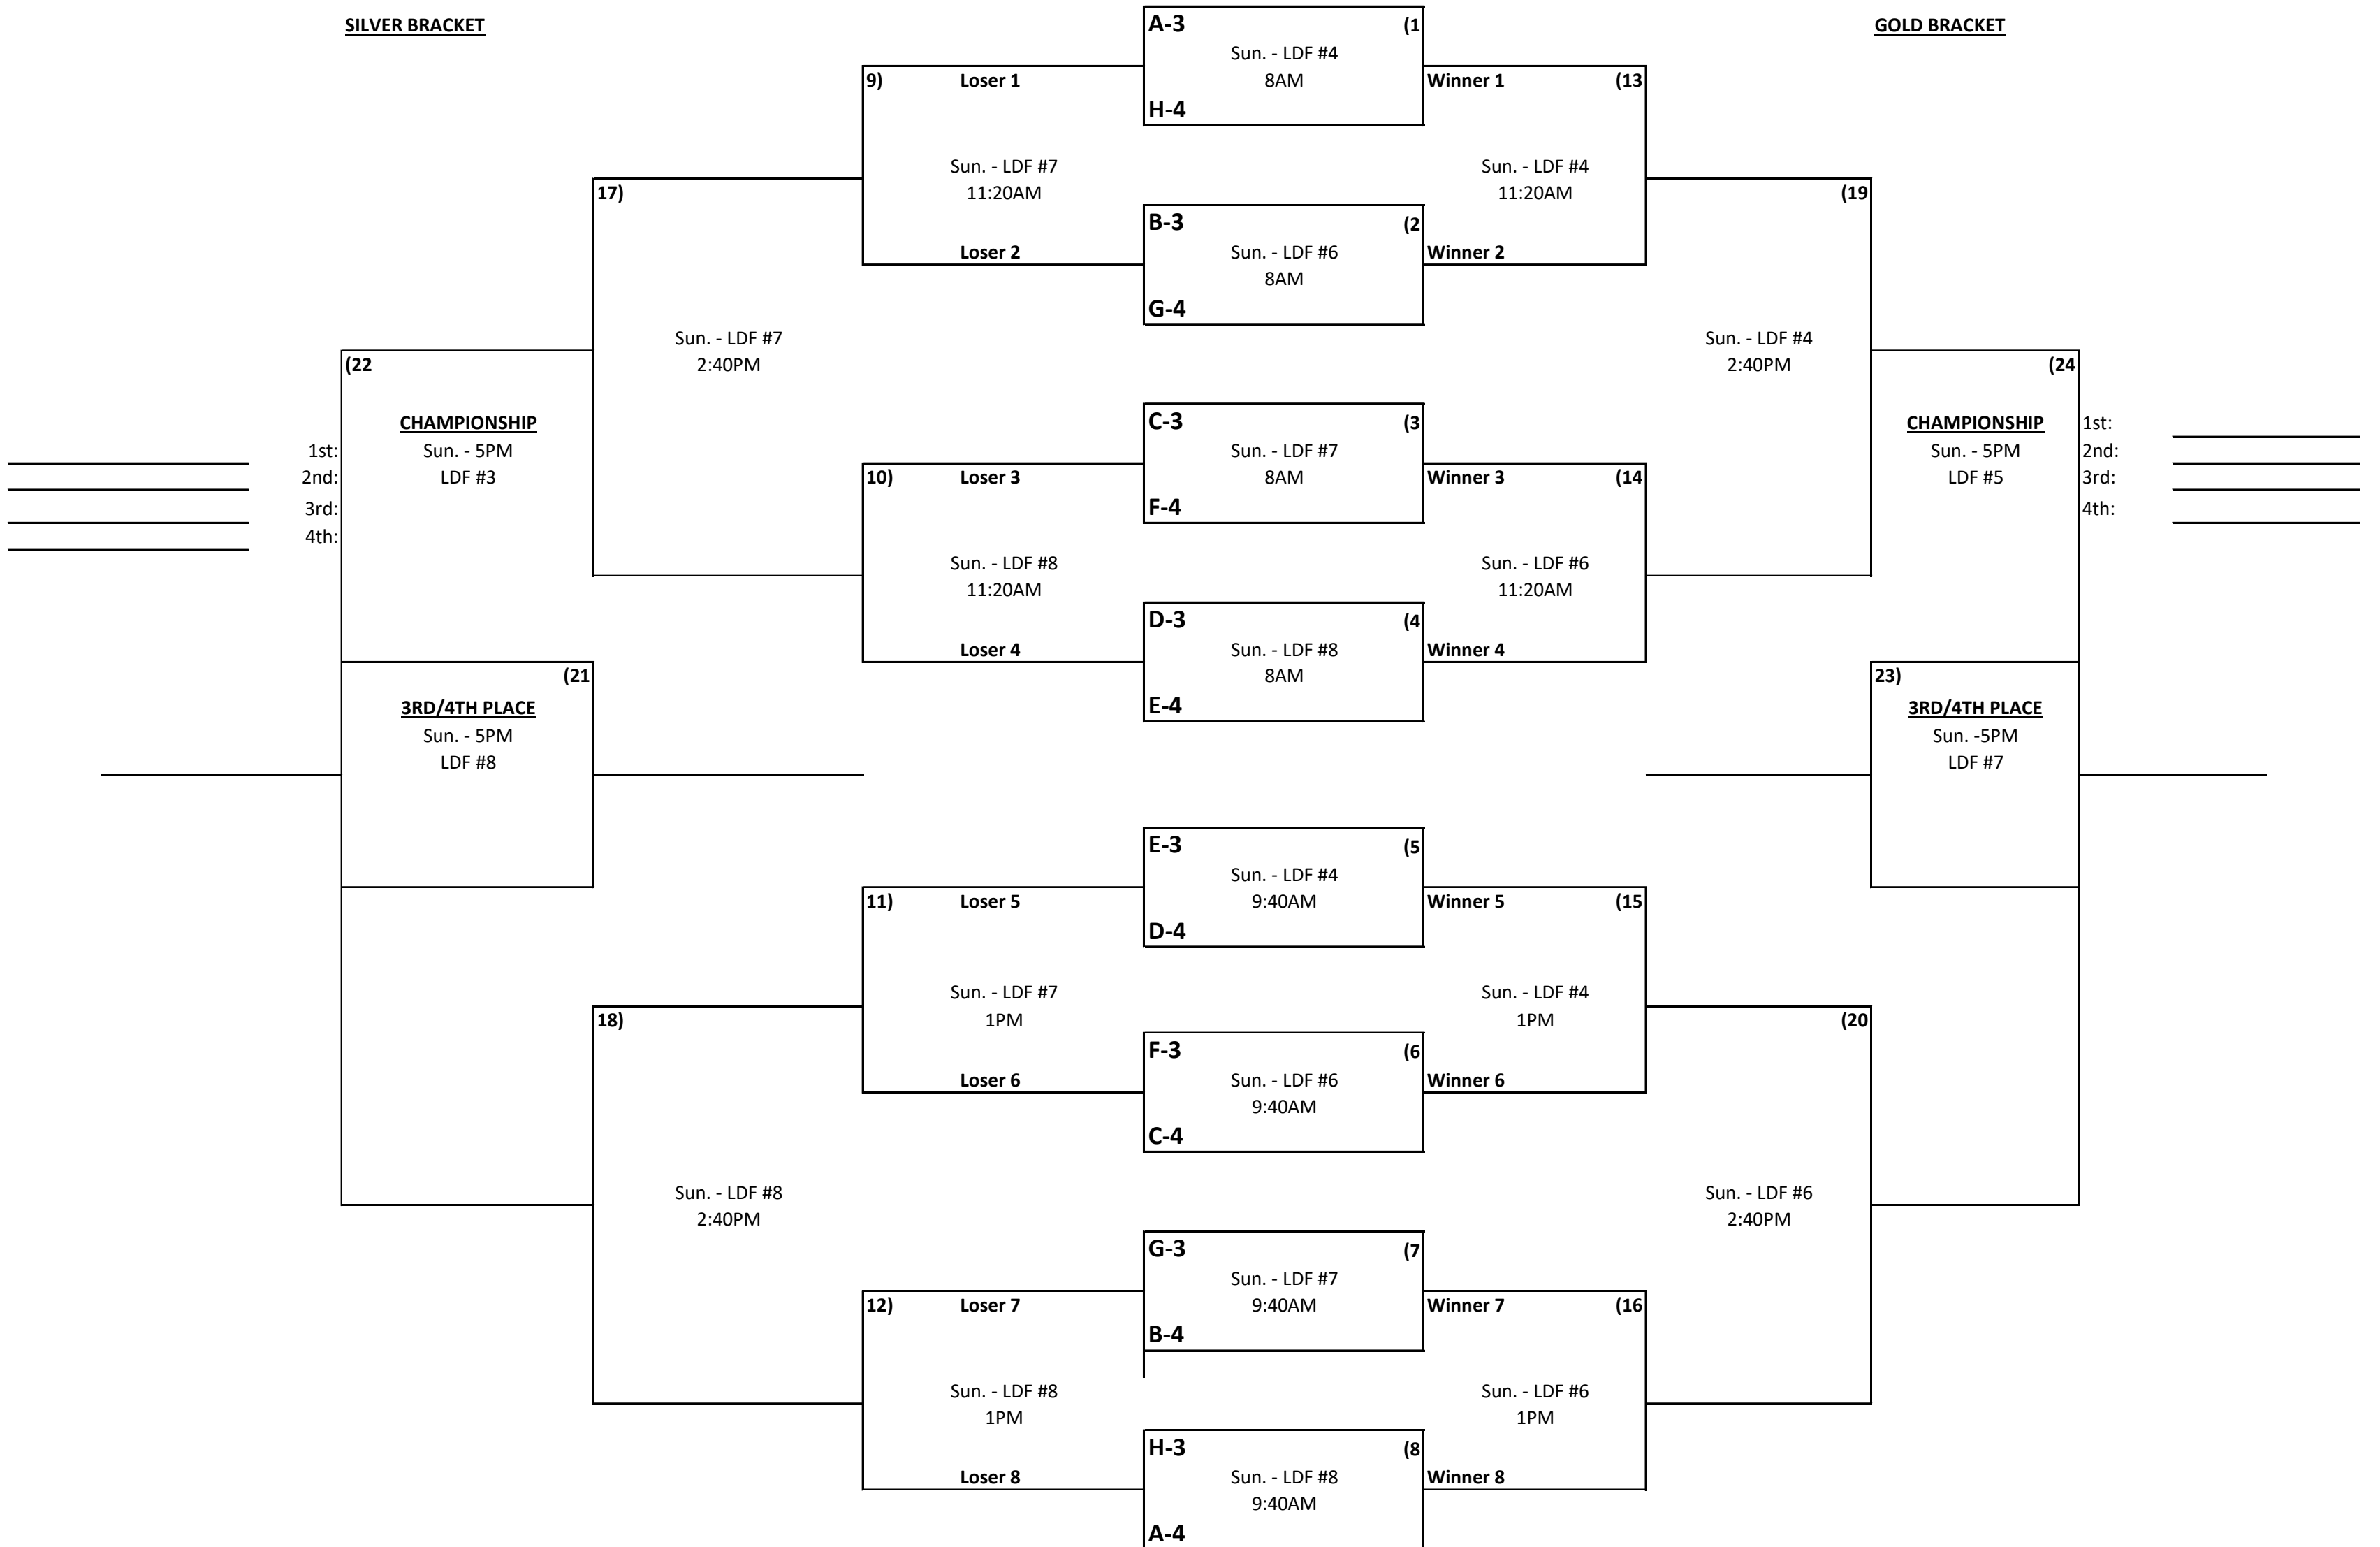 SILVER BRACKET
GOLD BRACKET
A-3 (1
Sun. - LDF #4
8AM
H-4
9) Loser 1
Winner 1 (13
Sun. - LDF #7
11:20AM
Sun. - LDF #4
11:20AM
17)
(19
B-3 (2
Sun. - LDF #6
8AM
G-4
Loser 2
Winner 2
Sun. - LDF #7
2:40PM
Sun. - LDF #4
2:40PM
(22
(24
CHAMPIONSHIP
Sun. - 5PM
LDF #3
1st:
2nd:
3rd:
4th:
C-3 (3
Sun. - LDF #7
8AM
F-4
CHAMPIONSHIP
Sun. - 5PM
LDF #5
1st:
2nd:
3rd:
4th:
10) Loser 3
Winner 3 (14
Sun. - LDF #8
11:20AM
Sun. - LDF #6
11:20AM
D-3 (4
Sun. - LDF #8
8AM
E-4
Loser 4
Winner 4
(21
3RD/4TH PLACE
Sun. - 5PM
LDF #8
23)
3RD/4TH PLACE
Sun. -5PM
LDF #7
E-3 (5
Sun. - LDF #4
9:40AM
D-4
11) Loser 5
Winner 5 (15
Sun. - LDF #7
1PM
Sun. - LDF #4
1PM
18)
(20
F-3 (6
Sun. - LDF #6
9:40AM
C-4
Loser 6
Winner 6
Sun. - LDF #8
2:40PM
Sun. - LDF #6
2:40PM
G-3 (7
Sun. - LDF #7
9:40AM
B-4
12) Loser 7
Winner 7 (16
Sun. - LDF #8
1PM
Sun. - LDF #6
1PM
H-3 (8
Sun. - LDF #8
9:40AM
A-4
Loser 8
Winner 8